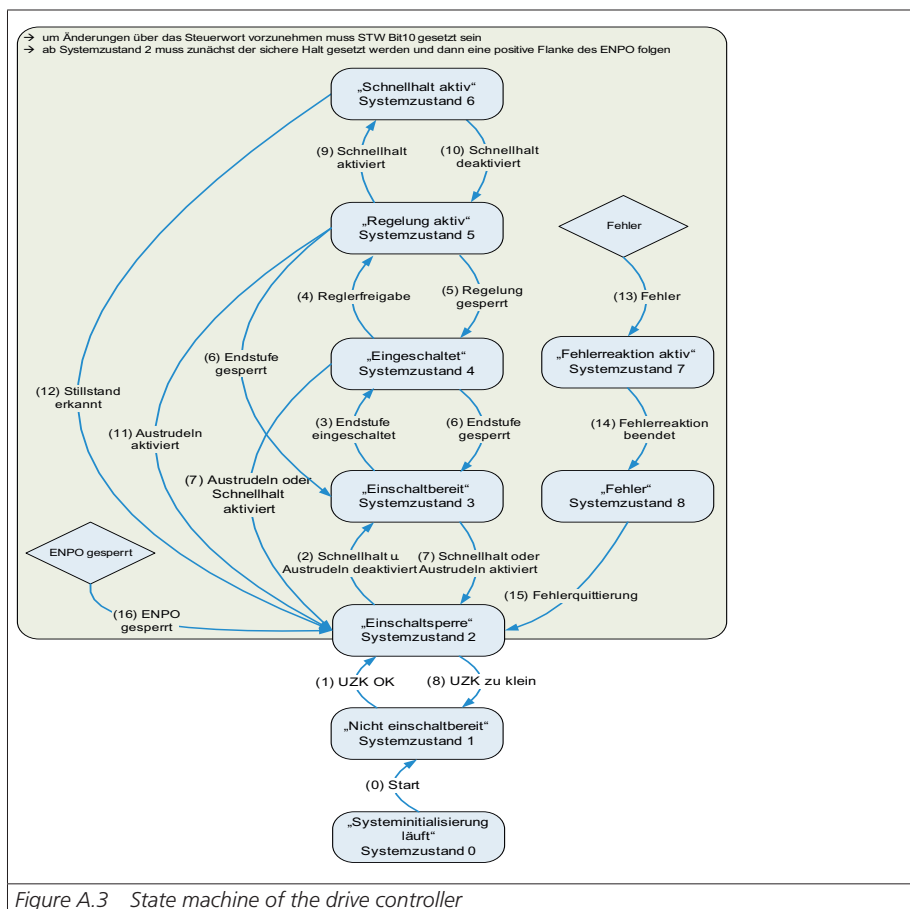 → um Änderungen über das Steuerwort vorzunehmen muss STW Bit10 gesetzt sein
→ ab Systemzustand 2 muss zunächst der sichere Halt gesetzt werden und dann eine positive Flanke des ENPO folgen
„Schnellhalt aktiv“
Systemzustand 6
(9) Schnellhalt
aktiviert
(10) Schnellhalt
deaktiviert
„Regelung aktiv“
Systemzustand 5
Fehler
(4) Reglerfreigabe
(5) Regelung
gesperrt
(13) Fehler
(6) Endstufe
gesperrt
„Eingeschaltet“
Systemzustand 4
„Fehlerreaktion aktiv“
Systemzustand 7
(12) Stillstand
erkannt
(11) Austrudeln
aktiviert
(3) Endstufe
eingeschaltet
(6) Endstufe
gesperrt
(14) Fehlerreaktion
beendet
(7) Austrudeln oder
Schnellhalt
aktiviert
„Einschaltbereit“
Systemzustand 3
„Fehler“
Systemzustand 8
ENPO gesperrt
(2) Schnellhalt u.
Austrudeln deaktiviert
(7) Schnellhalt oder
Austrudeln aktiviert
(15) Fehlerquittierung
(16) ENPO
gesperrt
„Einschaltsperre“
Systemzustand 2
(1) UZK OK
(8) UZK zu klein
„Nicht einschaltbereit“
Systemzustand 1
(0) Start
„Systeminitialisierung
läuft“
Systemzustand 0
Figure A.3 State machine of the drive controller